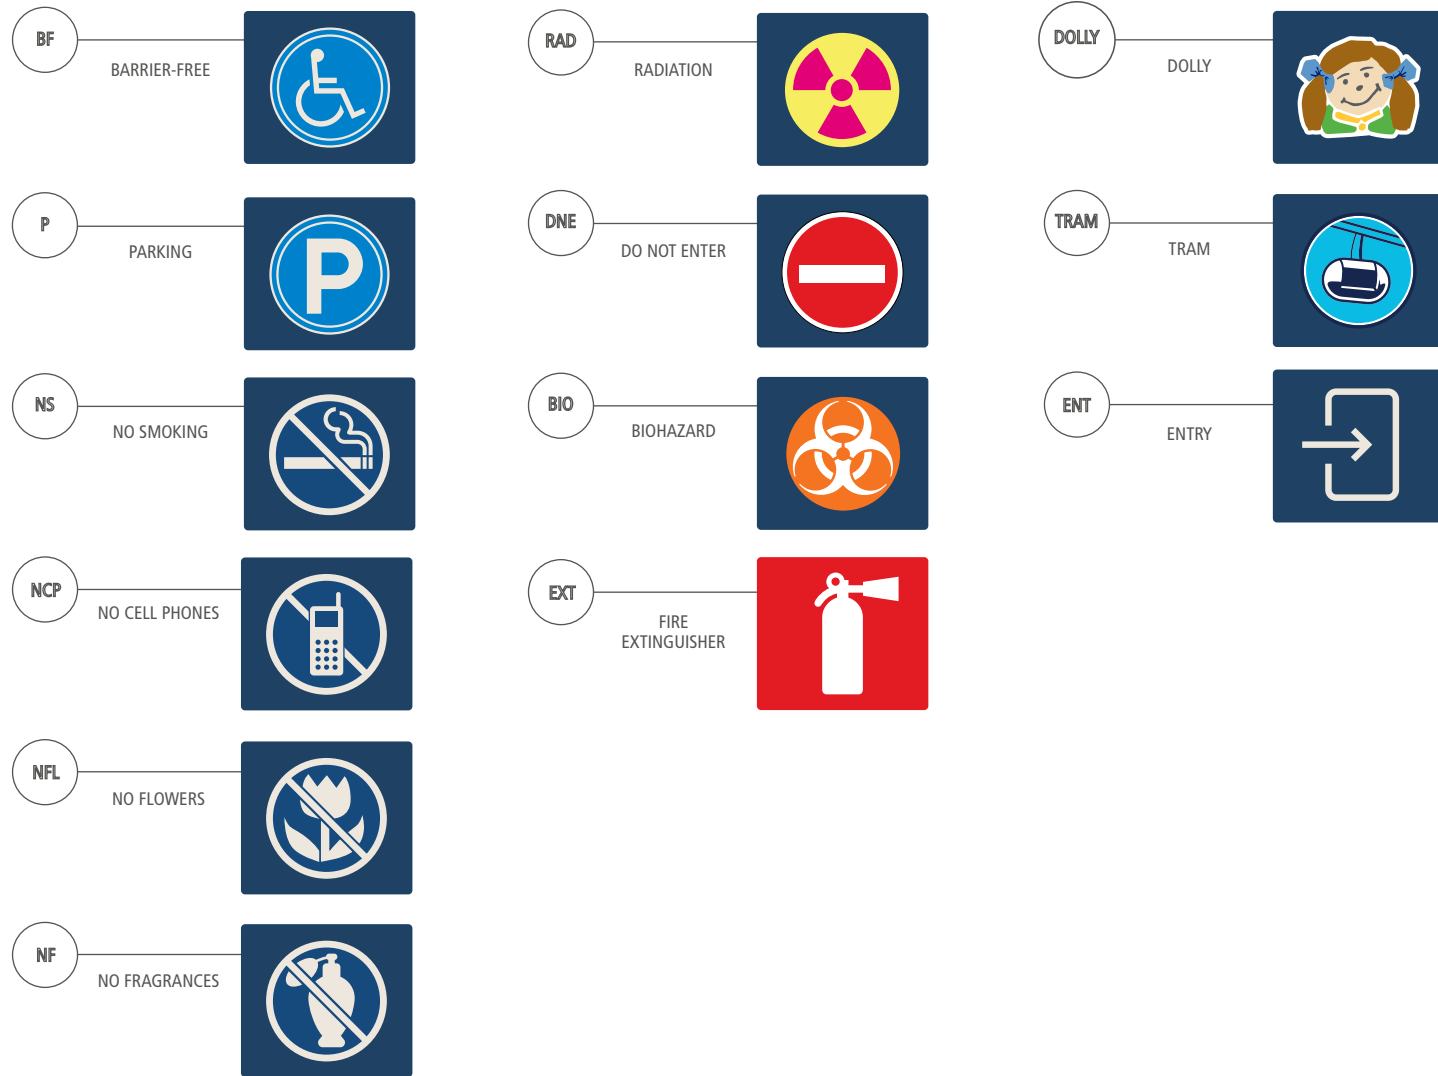 BF
BARRIER-FREE
P
PARKING
P
NS
NO SMOKING
NCP
NO CELL PHONES
NFL
NO FLOWERS
NF
NO FRAGRANCES
RAD
RADIATION
DNE
DO NOT ENTER
BIO
BIOHAZARD
EXT
FIRE
EXTINGUISHER
DOLLY
DOLLY
TRAM
TRAM
ENT
ENTRY